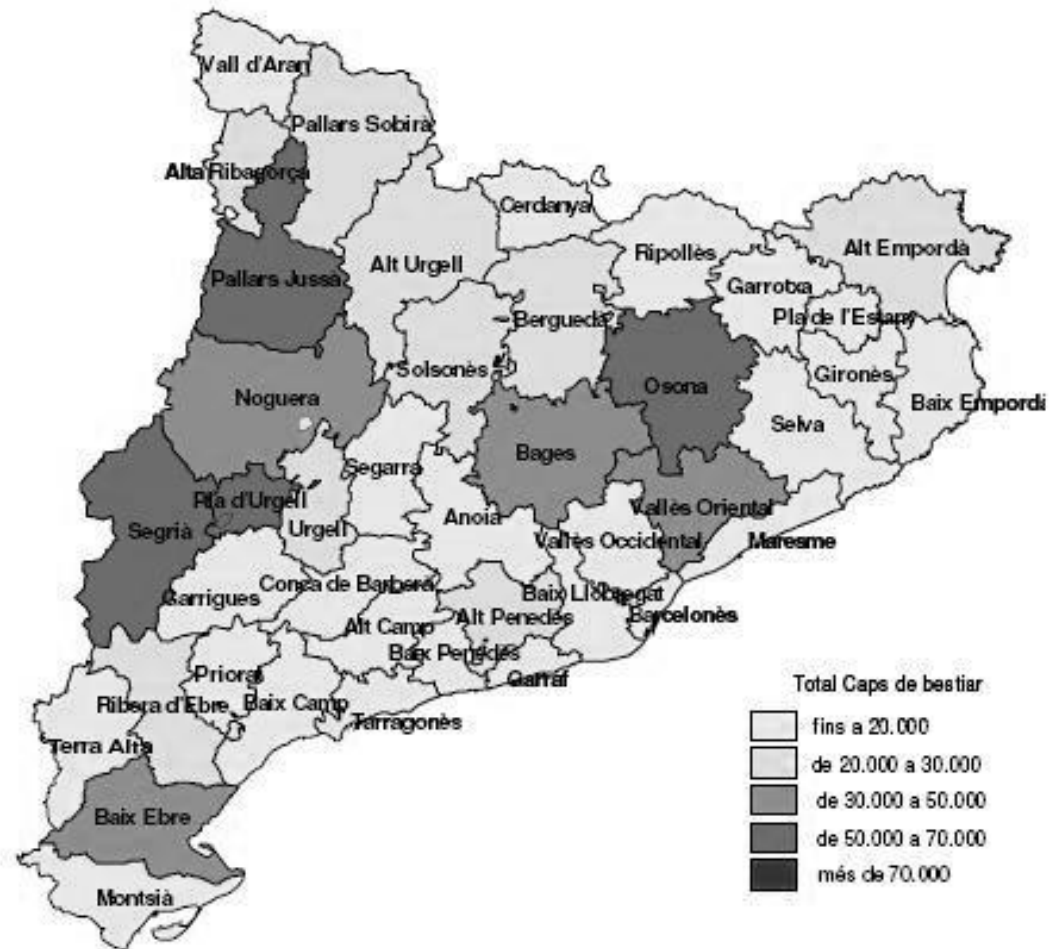 Vall d'Aran
Pallars Sobirà
Alta Ribagorça
Cerdanya
Ripollès
Alt Empordà
Alt Urgell
Pallars Jussà
Garrotxa
Pla de l'Estany
Berguedà
Solsonès
Osona
Gironès
Noguera
Baix Empordà
Selva
Bages
Segarra
Pla d'Urgell
Urgell
Segrià
Anoia
Vallès Oriental
Vallès Occidental
Maresme
Conca de Barberà
Garrigues
Baix Llobregat
Barcelonès
Alt Penedès
Alt Camp
Baix Penedès
Garraf
Priorat
Ribera d'Ebre
Baix Camp
Tarragonès
Terra Alta
Baix Ebre
Montsià
Total Caps de bestiar
fins a 20.000
de 20.000 a 30.000
de 30.000 a 50.000
de 50.000 a 70.000
més de 70.000